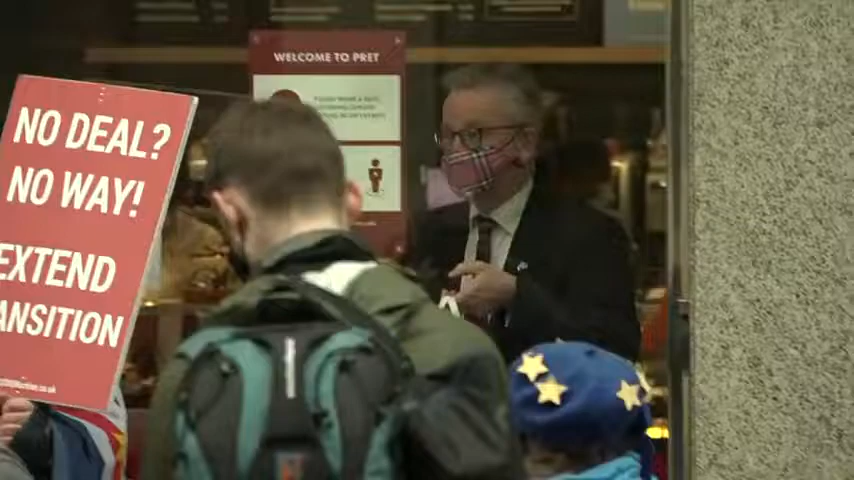 WELCOME TO PRET
NO DEAL?
NO WAY!
EXTEND
ANSITION